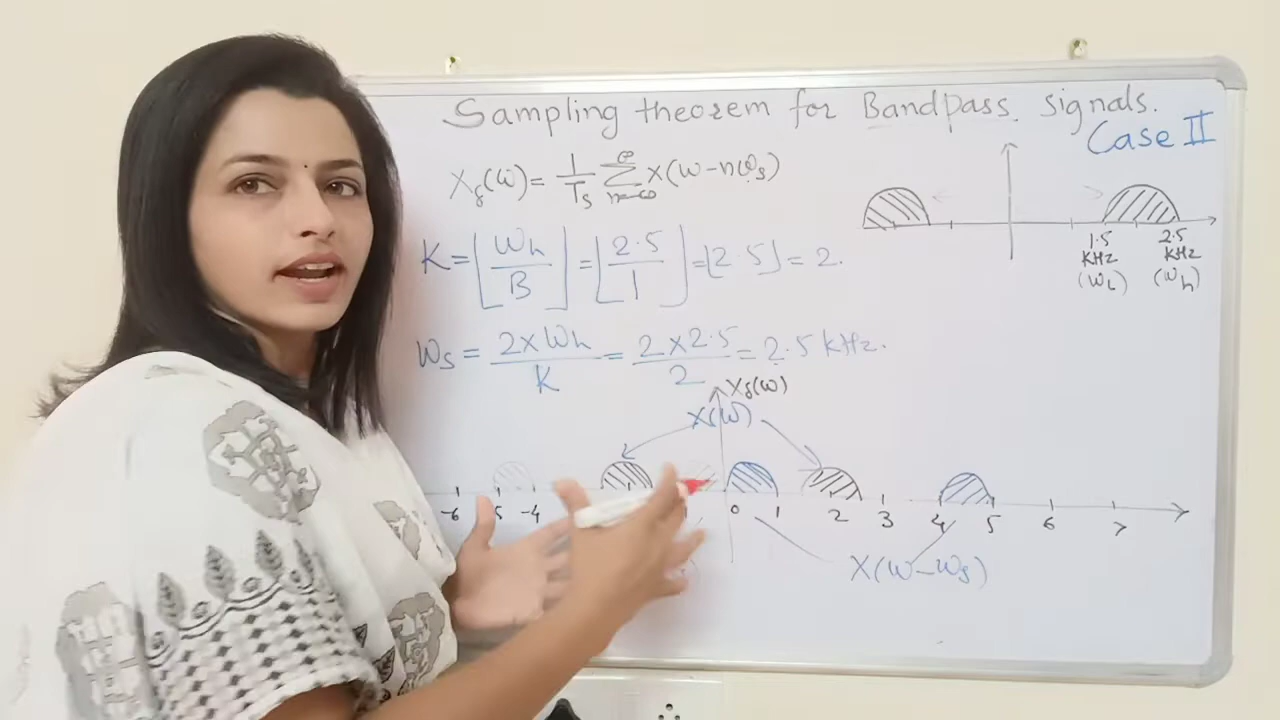 Sampling theorem for Bandpass signals.
Case II
Xδ(ω) = 1/Ts Σ n=-∞ ∞ X(ω-nωs)
1.5 KHz (ωL)
2.5 KHz (ωh)
K = ⌊ωh/B⌋ = ⌊2.5/1⌋ = ⌊2.5⌋ = 2.
ωs = 2×ωh/K = 2×2.5/2 = 2.5 kHz.
Xδ(ω)
X(ω)
-6 -5 -4 0 1 2 3 4 5 6 7
X(ω-ωs)